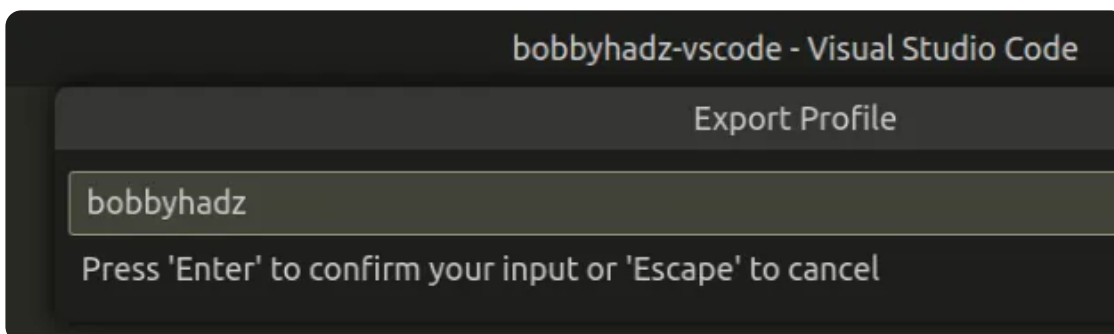 bobbyhadz-vscode - Visual Studio Code
Export Profile
bobbyhadz
Press 'Enter' to confirm your input or 'Escape' to cancel